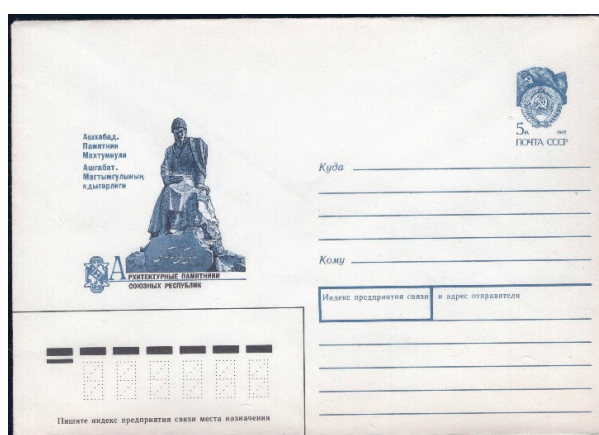 Ашхабад.
Памятник
Махтумкули
Ашгабат.
Магтымгулының
ядыгәрлиги
АРХИТЕКТУРНЫЕ ПАМЯТНИКИ
СОЮЗНЫХ РЕСПУБЛИК
5к
ПОЧТА СССР
Куда
Кому
Индекс предприятия связи и адрес отправителя
Пишите индекс предприятия связи места назначения